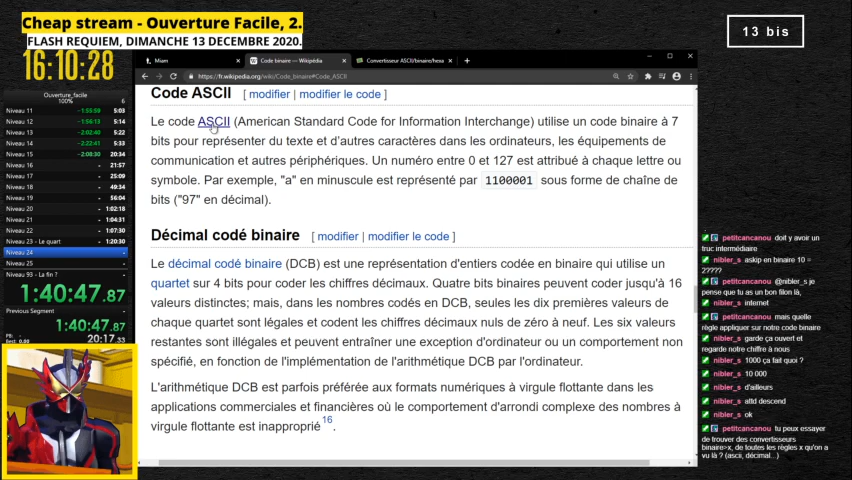 Cheap stream - Ouverture Facile, 2.
FLASH REQUIEM, DIMANCHE 13 DECEMBRE 2020.
16:10:28
13 bis
Ouverture_facile
100% 6
Niveau 11 -1:55:59 5:03
Niveau 12 -1:56:13 5:14
Niveau 13 -2:02:40 5:22
Niveau 14 -2:22:41 5:33
Niveau 15 20:34
Niveau 16 - 21:57
Niveau 17 - 25:09
Niveau 18 - 49:34
Niveau 19 - 56:04
Niveau 20 - 1:02:18
Niveau 21 - 1:04:31
Niveau 22 - 1:07:13
Niveau 23 - Le quart - 1:20:30
Niveau 24 -
Niveau 25 -
Niveau 93 - La fin ? -
1:40:47.87
Previous Segment -
1:40:47.87
PB: -
Best: 0.00
20:17.33
Miam
Code binaire — Wikipédia
Convertisseur ASCII/binaire/hexa
https://fr.wikipedia.org/wiki/Code_binaire#Code_ASCII
Code ASCII [ modifier | modifier le code ]
Le code ASCII (American Standard Code for Information Interchange) utilise un code binaire à 7
bits pour représenter du texte et d'autres caractères dans les ordinateurs, les équipements de
communication et autres périphériques. Un numéro entre 0 et 127 est attribué à chaque lettre ou
symbole. Par exemple, "a" en minuscule est représenté par 1100001 sous forme de chaîne de
bits ("97" en décimal).
Décimal codé binaire [ modifier | modifier le code ]
Le décimal codé binaire (DCB) est une représentation d'entiers codée en binaire qui utilise un
quartet sur 4 bits pour coder les chiffres décimaux. Quatre bits binaires peuvent coder jusqu'à 16
valeurs distinctes; mais, dans les nombres codés en DCB, seules les dix premières valeurs de
chaque quartet sont légales et codent les chiffres décimaux nuls de zéro à neuf. Les six valeurs
restantes sont illégales et peuvent entraîner une exception d'ordinateur ou un comportement non
spécifié, en fonction de l'implémentation de l'arithmétique DCB par l'ordinateur.
L'arithmétique DCB est parfois préférée aux formats numériques à virgule flottante dans les
applications commerciales et financières où le comportement d'arrondi complexe des nombres à
virgule flottante est inapproprié 16.
petitcancanou doit y avoir un
truc intermédiaire
nibler_s askip en binaire 10 =
?????
petitcancanou @nibler_s je
pense que tu as un bon filon là,
nibler_s internet
petitcancanou mais quelle
règle appliquer sur notre code binaire
nibler_s garde ça ouvert et
regarde notre chiffre à nous
nibler_s 1000 ça fait quoi ?
nibler_s 10 000
nibler_s d'ailleurs
nibler_s attd descend
nibler_s ok
petitcancanou tu peux essayer
de trouver des convertisseurs
binaire>x, de toutes les règles x qu'on a
vu là ? (ascii, décimal...)